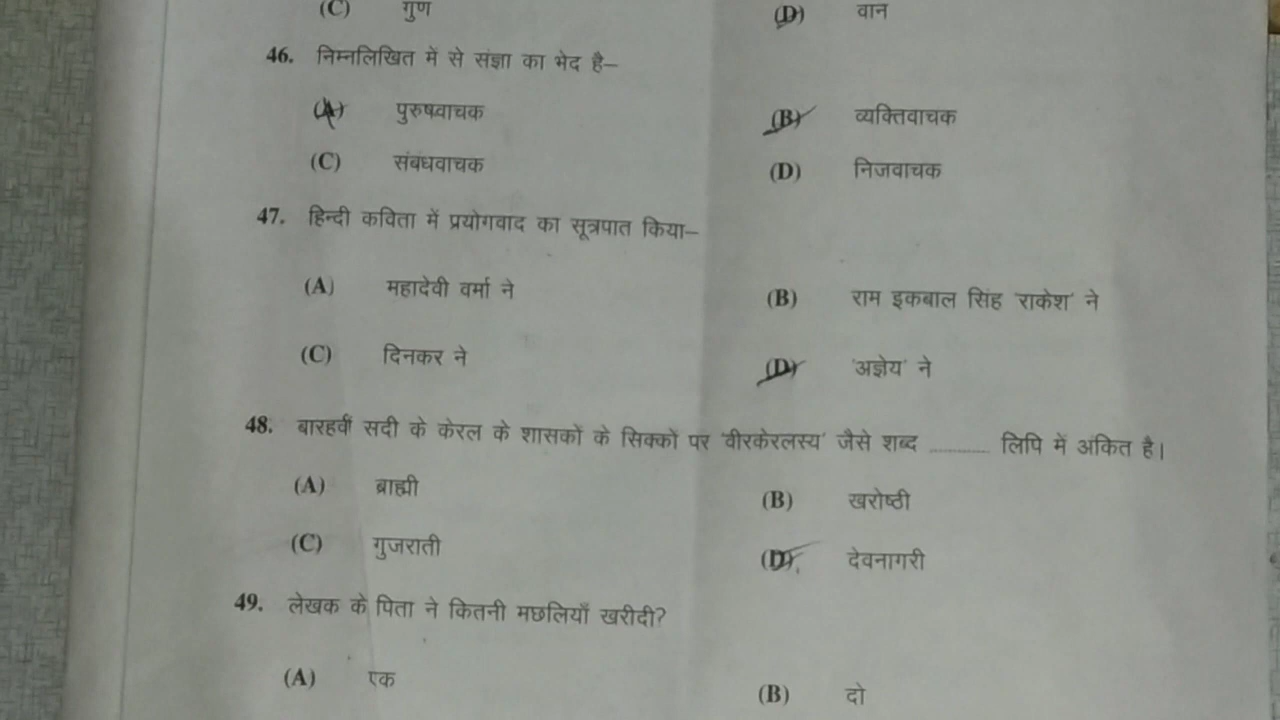 (C) गुण (D) वान
46. निम्नलिखित में से संज्ञा का भेद है–
(A) पुरुषवाचक (B) व्यक्तिवाचक
(C) संबंधवाचक (D) निजवाचक
47. हिन्दी कविता में प्रयोगवाद का सूत्रपात किया–
(A) महादेवी वर्मा ने (B) राम इकबाल सिंह 'राकेश' ने
(C) दिनकर ने (D) 'अज्ञेय' ने
48. बारहवीं सदी के केरल के शासकों के सिक्कों पर 'वीरकेरलस्य' जैसे शब्द ............ लिपि में अंकित है।
(A) ब्राह्मी (B) खरोष्ठी
(C) गुजराती (D) देवनागरी
49. लेखक के पिता ने कितनी मछलियाँ खरीदी?
(A) एक (B) दो